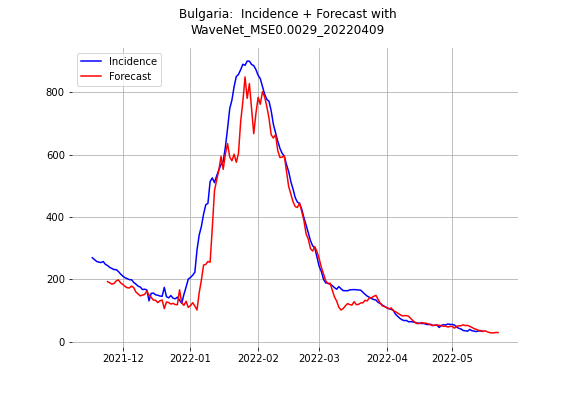 Bulgaria:  Incidence + Forecast with
WaveNet_MSE0.0029_20220409
Incidence
Forecast
800
600
400
200
0
2021-12
2022-01
2022-02
2022-03
2022-04
2022-05